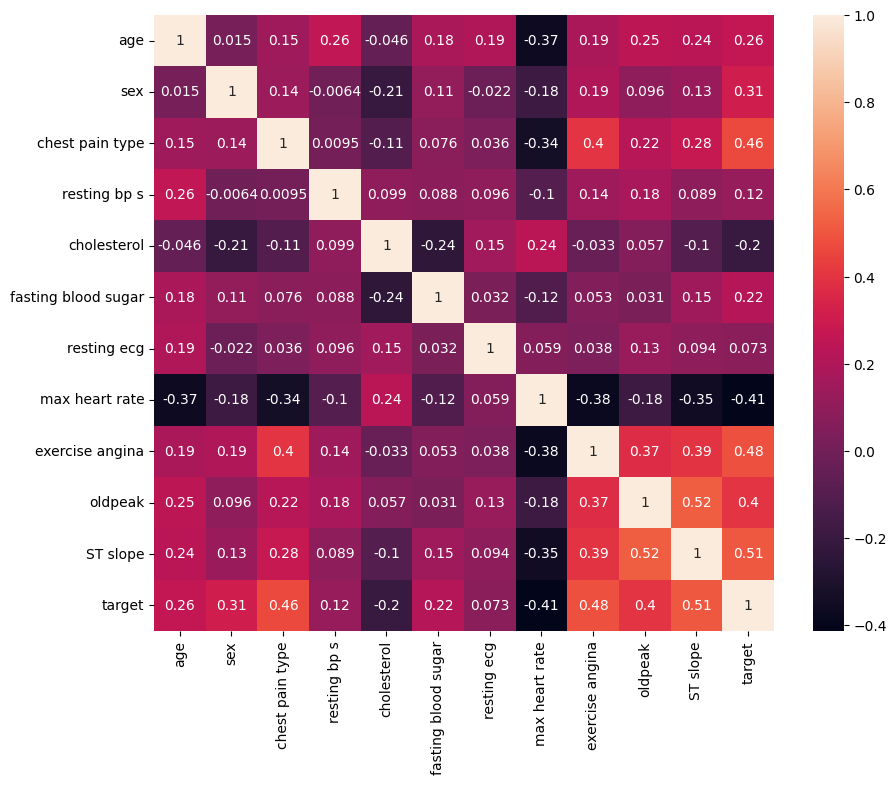 age 1 0.015 0.15 0.26 -0.046 0.18 0.19 -0.37 0.19 0.25 0.24 0.26
sex 0.015 1 0.14 -0.0064 -0.21 0.11 -0.022 -0.18 0.19 0.096 0.13 0.31
chest pain type 0.15 0.14 1 0.0095 -0.11 0.076 0.036 -0.34 0.4 0.22 0.28 0.46
resting bp s 0.26 -0.0064 0.0095 1 0.099 0.088 0.096 -0.1 0.14 0.18 0.089 0.12
cholesterol -0.046 -0.21 -0.11 0.099 1 -0.24 0.15 0.24 -0.033 0.057 -0.1 -0.2
fasting blood sugar 0.18 0.11 0.076 0.088 -0.24 1 0.032 -0.12 0.053 0.031 0.15 0.22
resting ecg 0.19 -0.022 0.036 0.096 0.15 0.032 1 0.059 0.038 0.13 0.094 0.073
max heart rate -0.37 -0.18 -0.34 -0.1 0.24 -0.12 0.059 1 -0.38 -0.18 -0.35 -0.41
exercise angina 0.19 0.19 0.4 0.14 -0.033 0.053 0.038 -0.38 1 0.37 0.39 0.48
oldpeak 0.25 0.096 0.22 0.18 0.057 0.031 0.13 -0.18 0.37 1 0.52 0.4
ST slope 0.24 0.13 0.28 0.089 -0.1 0.15 0.094 -0.35 0.39 0.52 1 0.51
target 0.26 0.31 0.46 0.12 -0.2 0.22 0.073 -0.41 0.48 0.4 0.51 1
age
sex
chest pain type
resting bp s
cholesterol
fasting blood sugar
resting ecg
max heart rate
exercise angina
oldpeak
ST slope
target
1.0
0.8
0.6
0.4
0.2
0.0
−0.2
−0.4